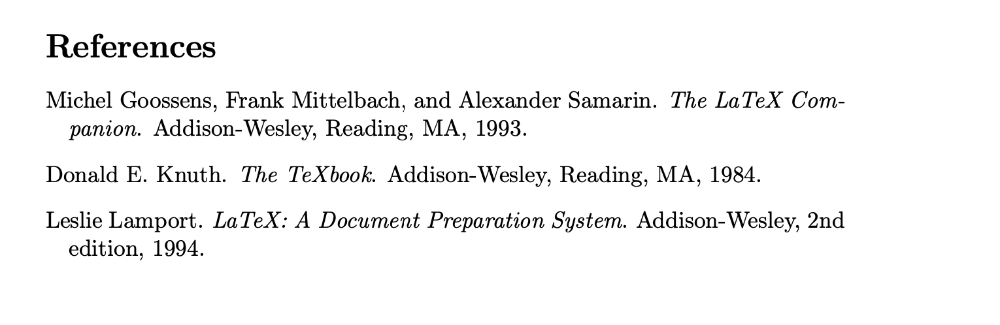 References
Michel Goossens, Frank Mittelbach, and Alexander Samarin. The LaTeX Com-
panion. Addison-Wesley, Reading, MA, 1993.
Donald E. Knuth. The TeXbook. Addison-Wesley, Reading, MA, 1984.
Leslie Lamport. LaTeX: A Document Preparation System. Addison-Wesley, 2nd
edition, 1994.